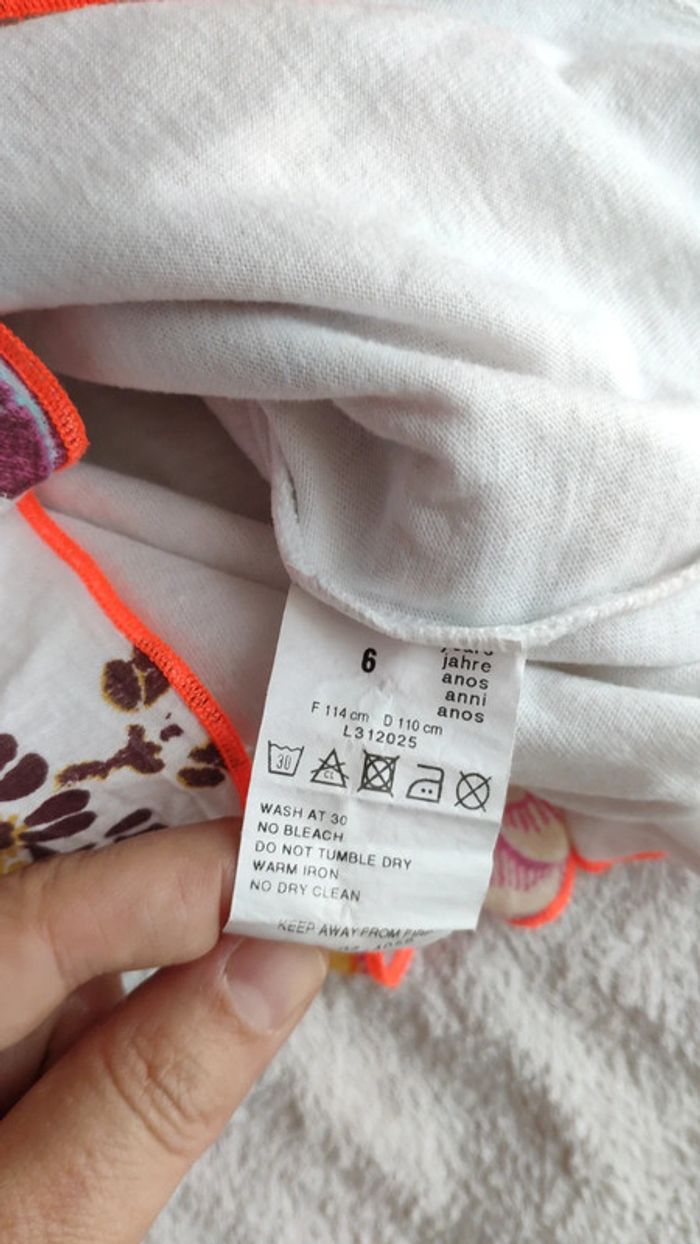 6
jahre
anos
anni
anos
F 114 cm D 110 cm
L312025
30
CL
WASH AT 30
NO BLEACH
DO NOT TUMBLE DRY
WARM IRON
NO DRY CLEAN
KEEP AWAY FROM